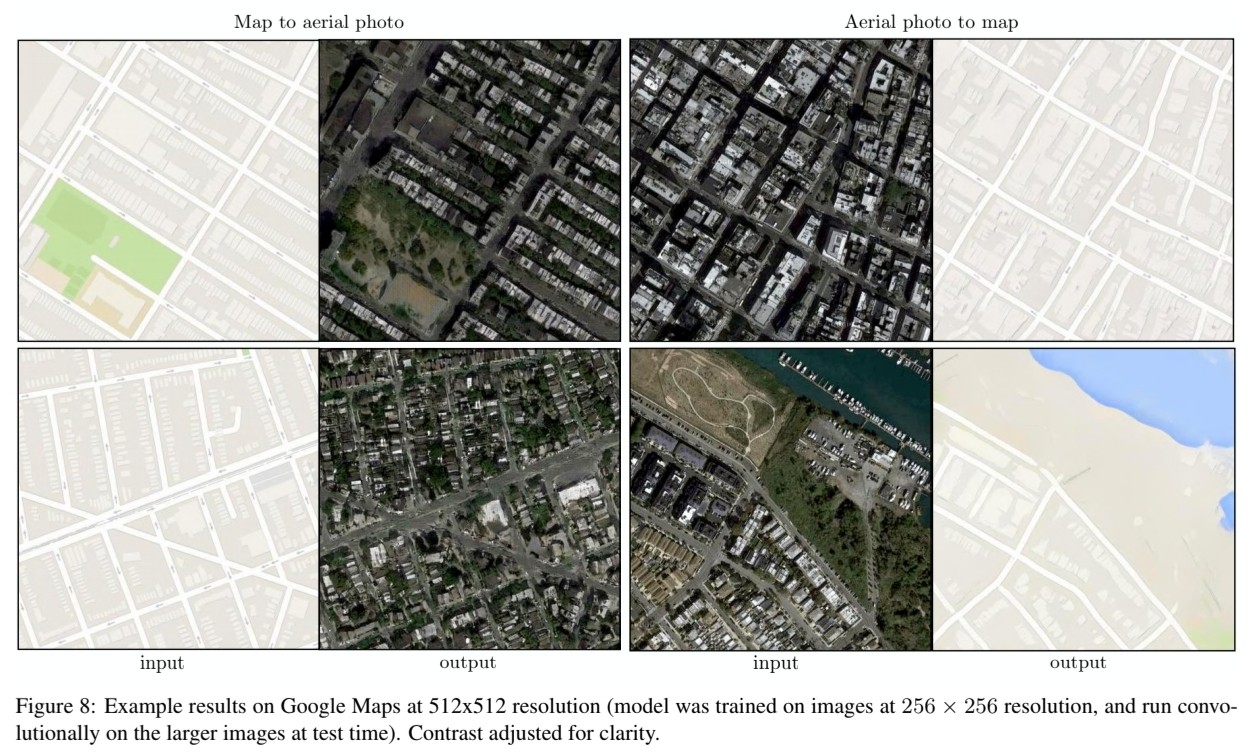 Map to aerial photo
Aerial photo to map
input
output
input
output
Figure 8: Example results on Google Maps at 512x512 resolution (model was trained on images at 256 × 256 resolution, and run convo-
lutionally on the larger images at test time). Contrast adjusted for clarity.